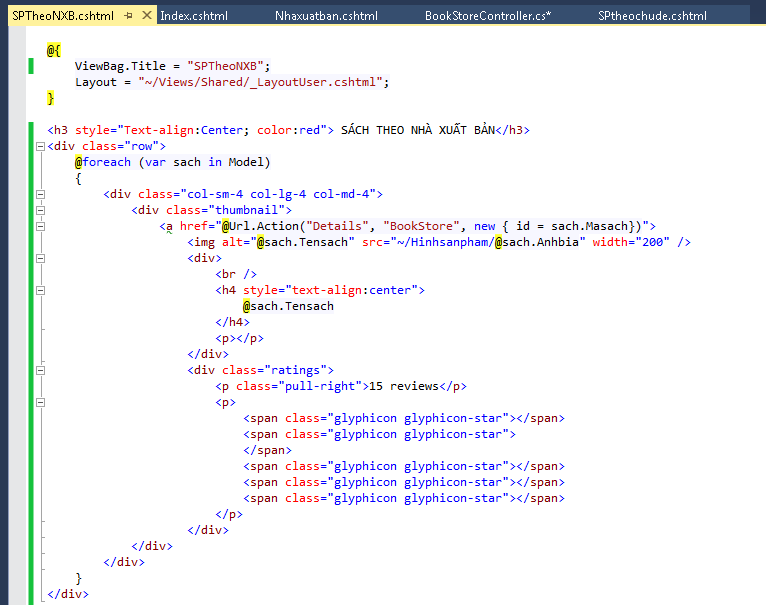 SPTheoNXB.cshtml Index.cshtml Nhaxuatban.cshtml BookStoreController.cs* SPtheochude.cshtml
@{
ViewBag.Title = "SPTheoNXB";
Layout = "~/Views/Shared/_LayoutUser.cshtml";
}
<h3 style="Text-align:Center; color:red"> SÁCH THEO NHÀ XUẤT BẢN</h3>
<div class="row">
@foreach (var sach in Model)
{
<div class="col-sm-4 col-lg-4 col-md-4">
<div class="thumbnail">
<a href="@Url.Action("Details", "BookStore", new { id = sach.Masach})">
<img alt="@sach.Tensach" src="~/Hinhsanpham/@sach.Anhbia" width="200" />
<div>
<br />
<h4 style="text-align:center">
@sach.Tensach
</h4>
<p></p>
</div>
<div class="ratings">
<p class="pull-right">15 reviews</p>
<p>
<span class="glyphicon glyphicon-star"></span>
<span class="glyphicon glyphicon-star">
</span>
<span class="glyphicon glyphicon-star"></span>
<span class="glyphicon glyphicon-star"></span>
<span class="glyphicon glyphicon-star"></span>
</p>
</div>
</div>
</div>
}
</div>